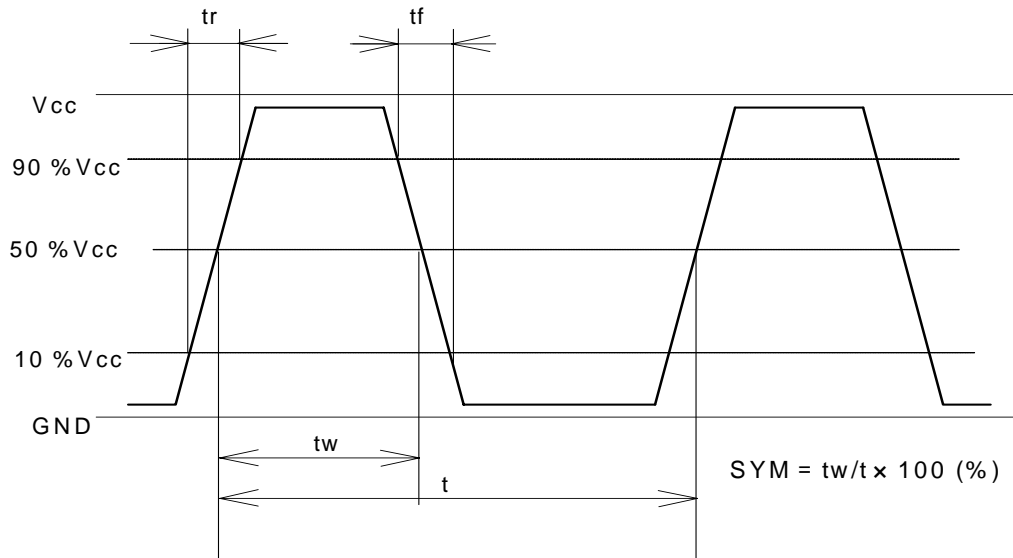 tr
tf
Vcc
90 %Vcc
50 %Vcc
10 %Vcc
GND
tw
SYM = tw/t × 100 (%)
t